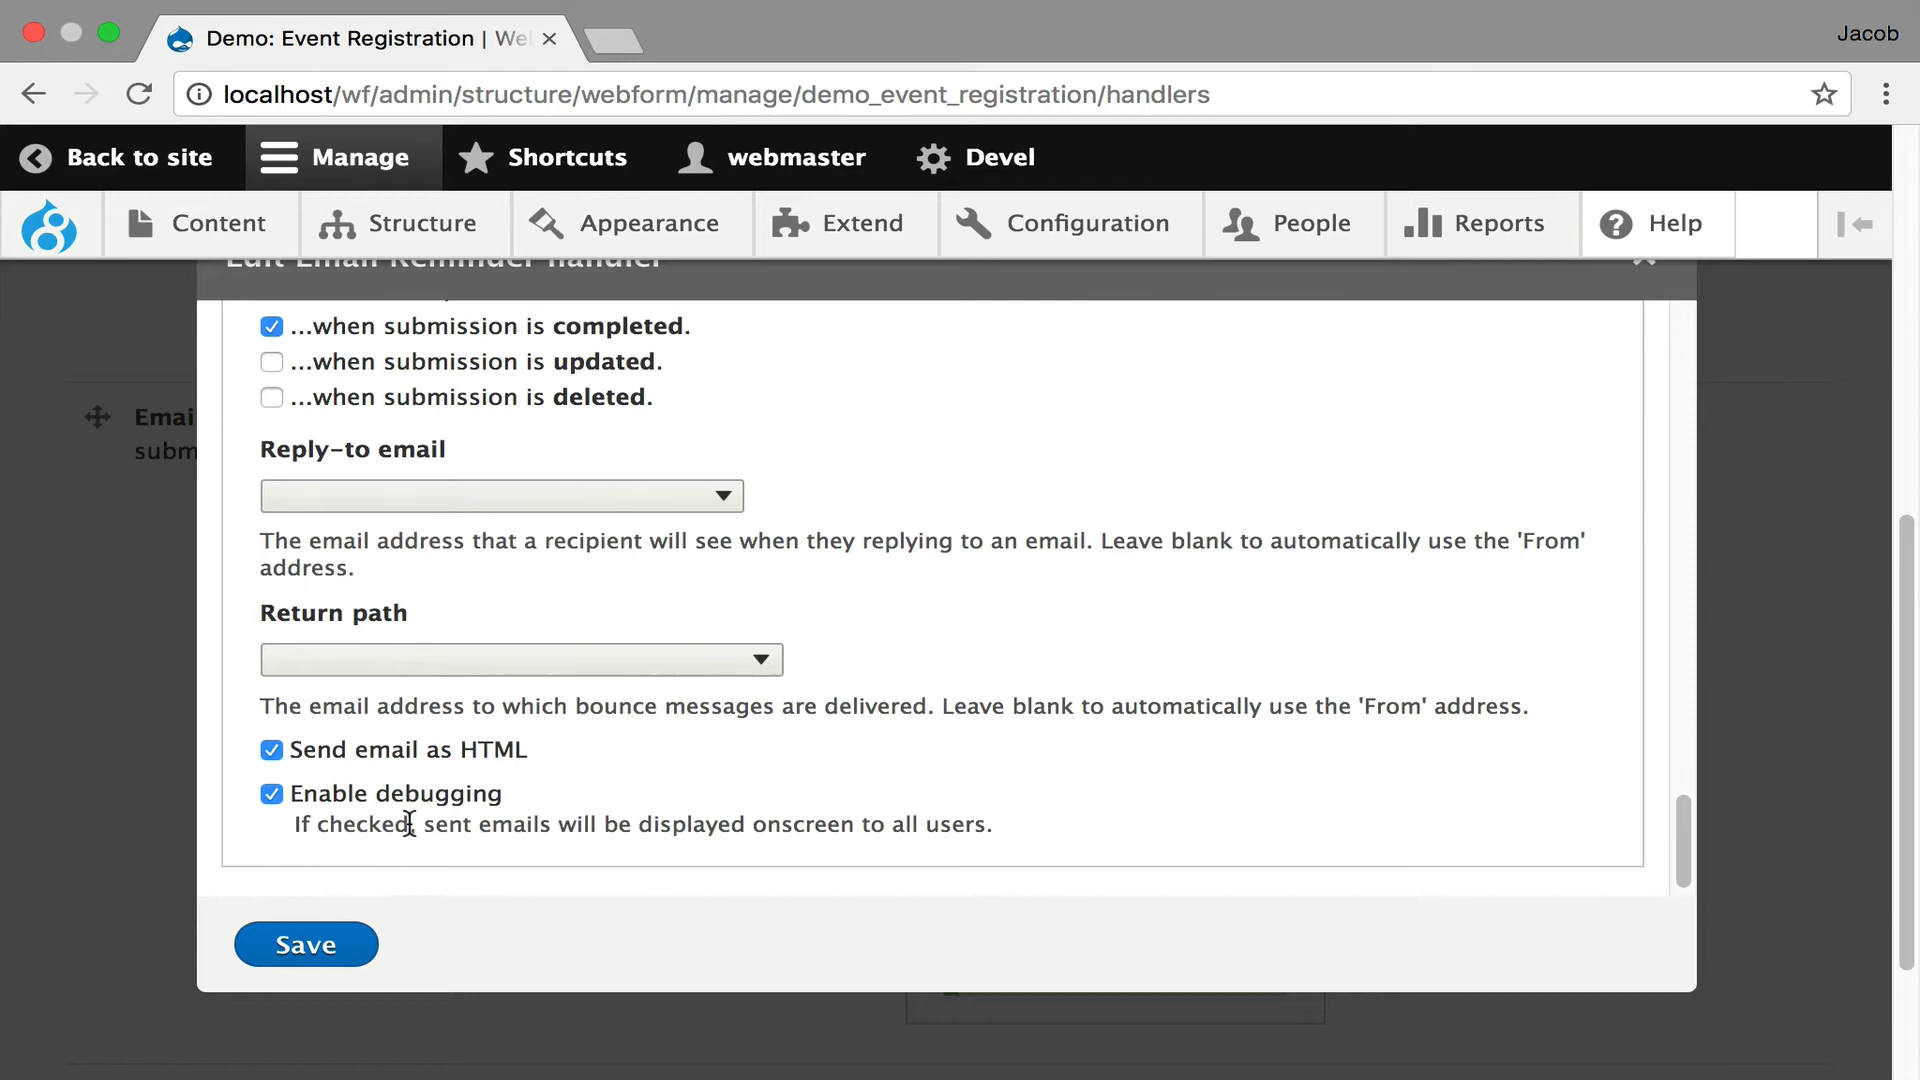 Demo: Event Registration | We
Jacob
localhost/wf/admin/structure/webform/manage/demo_event_registration/handlers
Back to site Manage Shortcuts webmaster Devel
Content Structure Appearance Extend Configuration People Reports Help
Edit Email Reminder handler
...when submission is completed.
...when submission is updated.
...when submission is deleted.
Emai
subm
Reply-to email
The email address that a recipient will see when they replying to an email. Leave blank to automatically use the 'From'
address.
Return path
The email address to which bounce messages are delivered. Leave blank to automatically use the 'From' address.
Send email as HTML
Enable debugging
If checked, sent emails will be displayed onscreen to all users.
Save